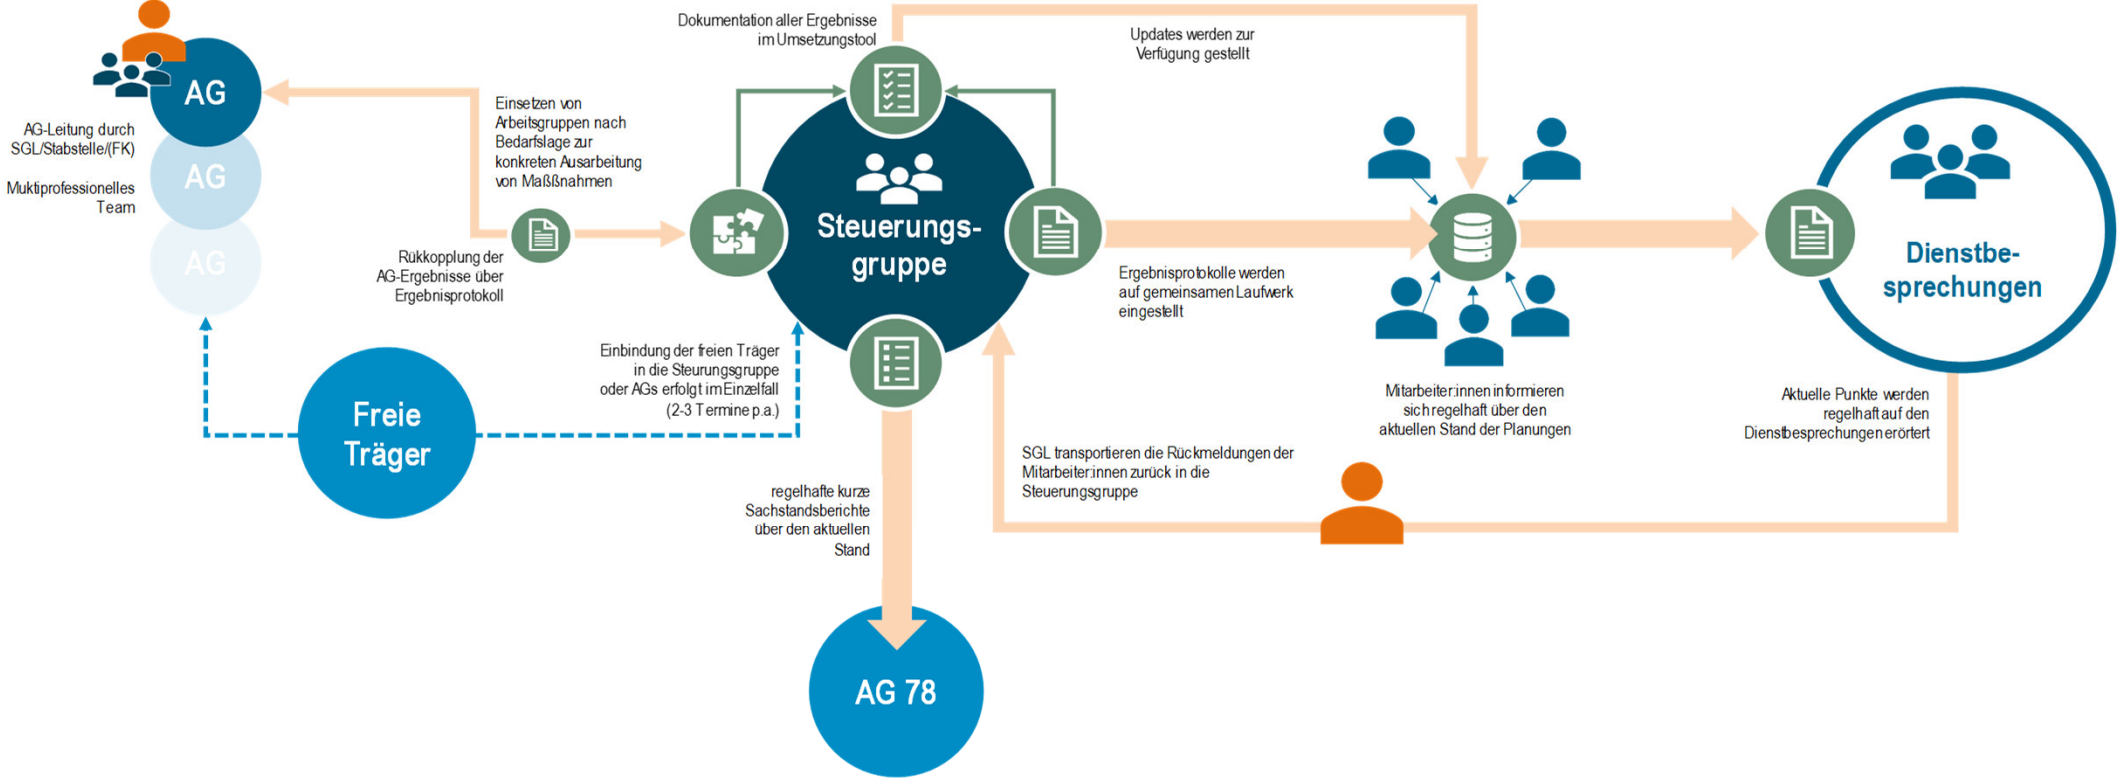 AG
AG-Leitung durch
SGL/Stabstelle/(FK)
AG
Muktiprofessionelles
Team
AG
Einsetzen von
Arbeitsgruppen nach
Bedarfslage zur
konkreten Ausarbeitung
von Maßßnahmen
Rükkopplung der
AG-Ergebnisse über
Ergebnisprotokoll
Freie
Träger
Einbindung der freien Träger
in die Steurungsgruppe
oder AGs erfolgt im Einzelfall
(2-3 Termine p.a.)
Dokumentation aller Ergebnisse
im Umsetzungstool
Steuerungs-
gruppe
regelhafte kurze
Sachstandsberichte
über den aktuellen
Stand
AG 78
Updates werden zur
Verfügung gestellt
Ergebnisprotokolle werden
auf gemeinsamen Laufwerk
eingestellt
Mitarbeiter:innen informieren
sich regelhaft über den
aktuellen Stand der Planungen
SGL transportieren die Rückmeldungen der
Mitarbeiter:innen zurück in die
Steuerungsgruppe
Dienstbe-
sprechungen
Aktuelle Punkte werden
regelhaft auf den
Dienstbesprechungen erörtert